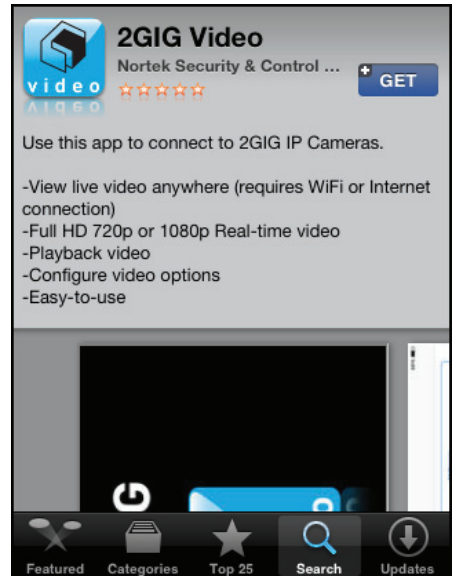 2GIG Video
Nortek Security & Control ...
video
GET
Use this app to connect to 2GIG IP Cameras.
-View live video anywhere (requires WiFi or Internet
connection)
-Full HD 720p or 1080p Real-time video
-Playback video
-Configure video options
-Easy-to-use
G
Featured
Categories
Top 25
Search
Updates